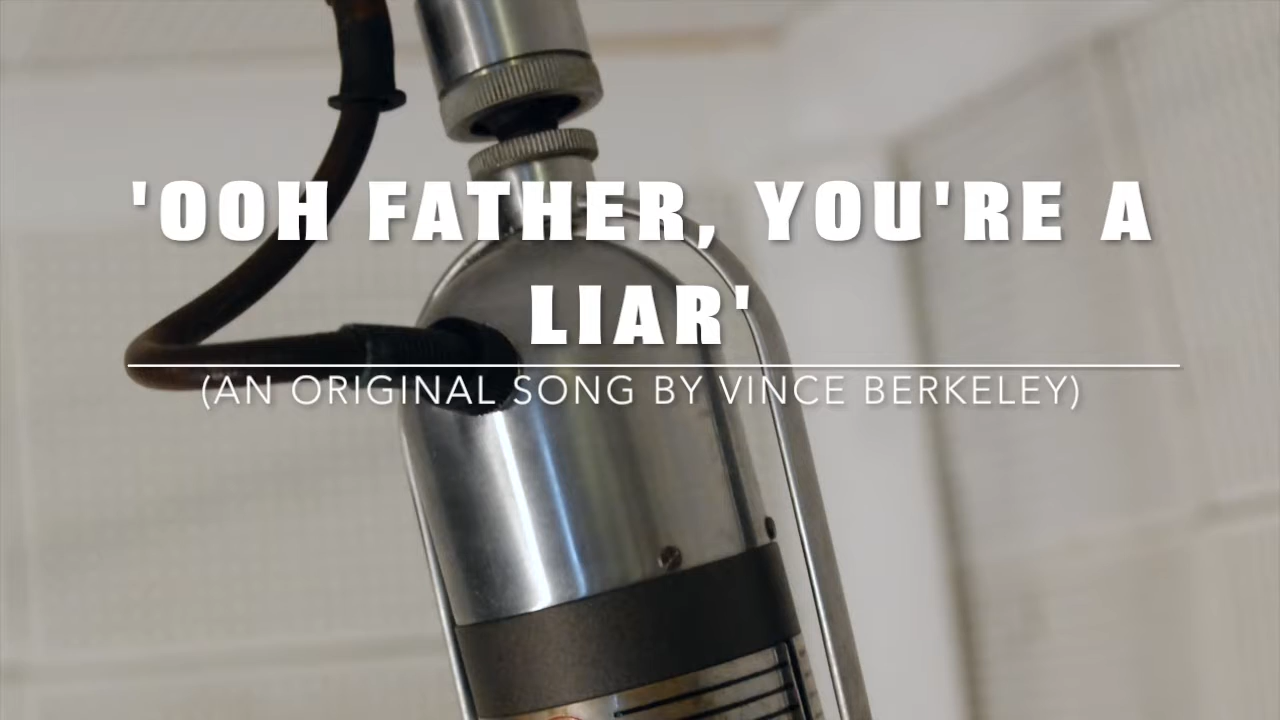 'OOH FATHER, YOU'RE A
LIAR'
(AN ORIGINAL SONG BY VINCE BERKELEY)